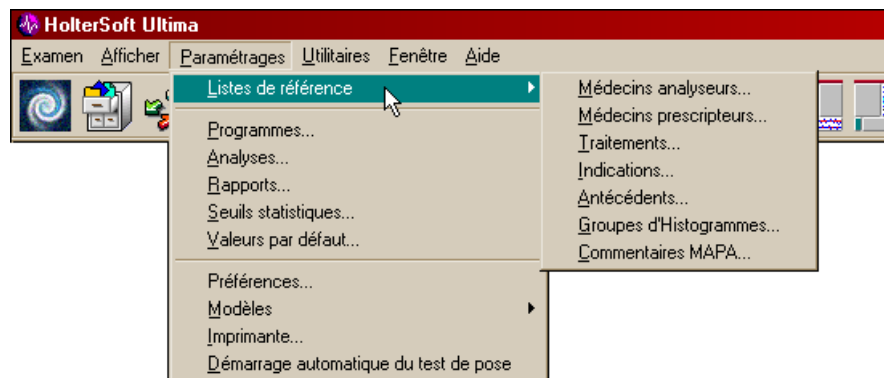 HolterSoft Ultima
Examen Afficher Paramétrages Utilitaires Fenêtre Aide
Listes de référence
Programmes...
Analyses...
Rapports...
Seuils statistiques...
Valeurs par défaut...
Préférences...
Modèles
Imprimante...
Démarrage automatique du test de pose
Médecins analyseurs...
Médecins prescripteurs...
Traitements...
Indications...
Antécédents...
Groupes d'Histogrammes...
Commentaires MAPA...